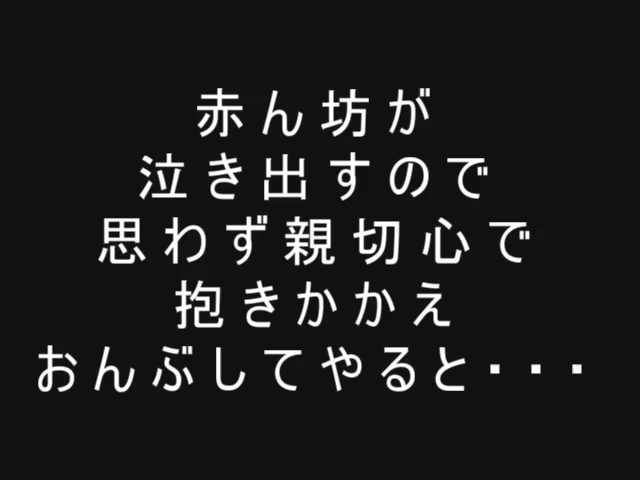 赤ん坊が
泣き出すので
思わず親切心で
抱きかかえ
おんぶしてやると・・・